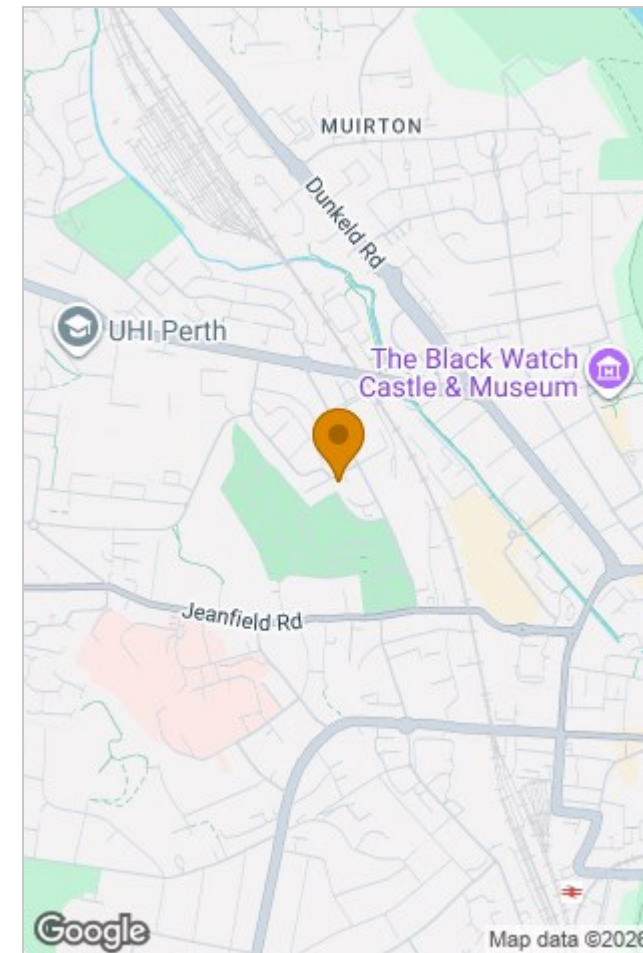 MUIRTON
Dunkeld Rd
UHI Perth
The Black Watch
Castle & Museum
Jeanfield Rd
Google
Map data ©2026